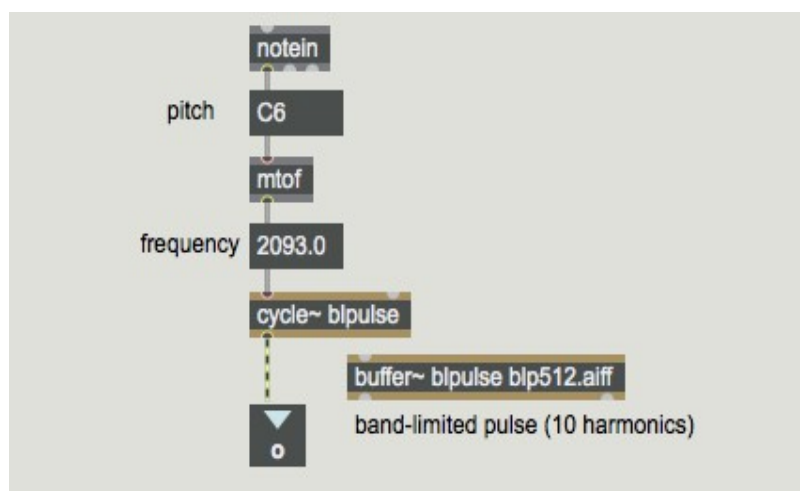 notein
pitch C6
mtof
frequency 2093.0
cycle~ blpulse
buffer~ blpulse blp512.aiff
band-limited pulse (10 harmonics)
o